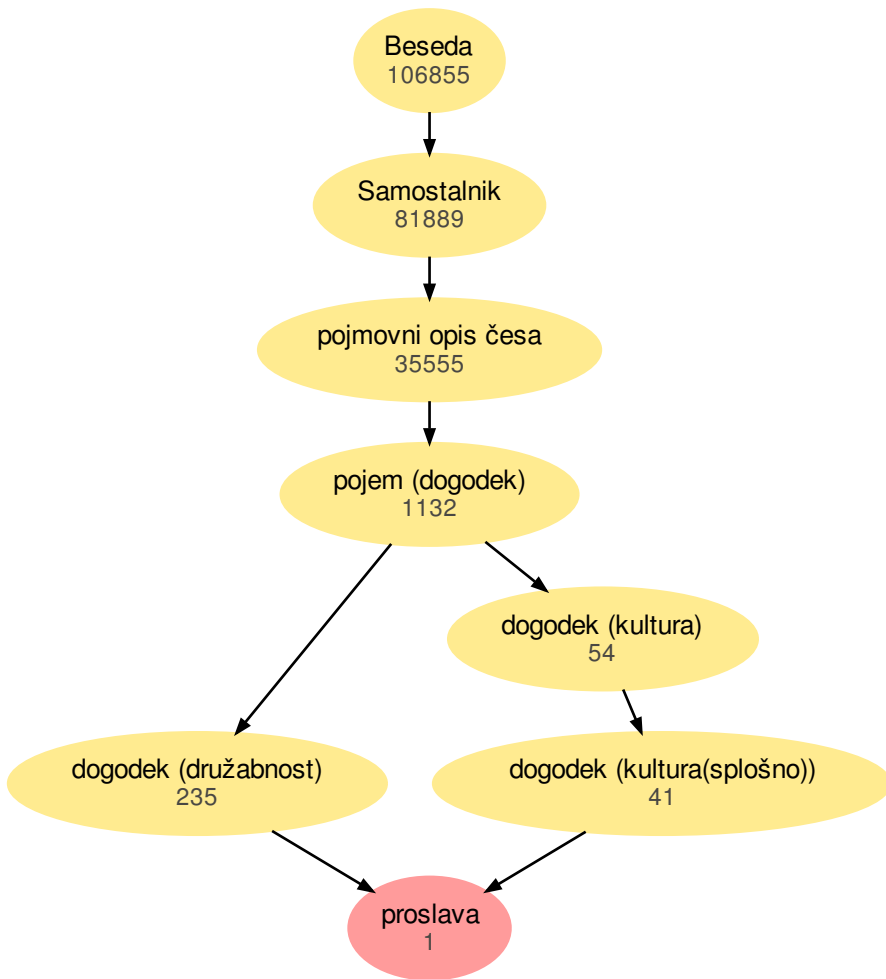 Beseda
106855
Samostalnik
81889
pojmovni opis česa
35555
pojem (dogodek)
1132
dogodek (kultura)
54
dogodek (družabnost)
235
dogodek (kultura(splošno))
41
proslava
1